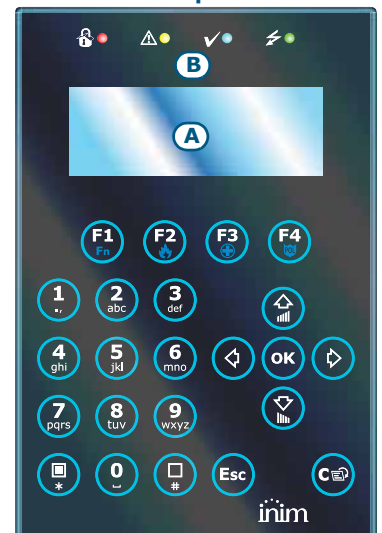 B
A
F1 F2 F3 F4
Fn
1 2 3
., abc def
4 5 6 OK
ghi jkl mno
7 8 9
pqrs tuv wxyz
0 Esc C
* #
inim